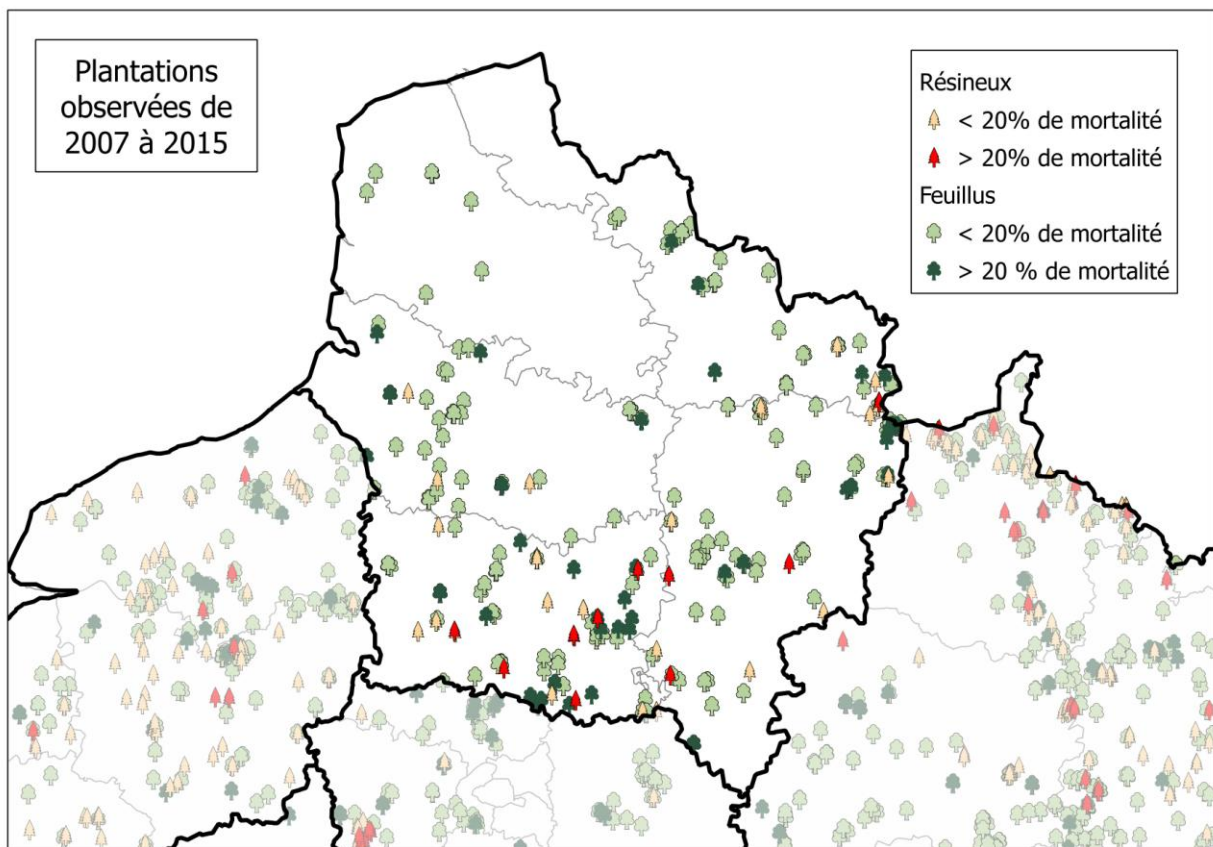 Plantations
observées de
2007 à 2015
Résineux
< 20% de mortalité
> 20% de mortalité
Feuillus
< 20% de mortalité
> 20 % de mortalité